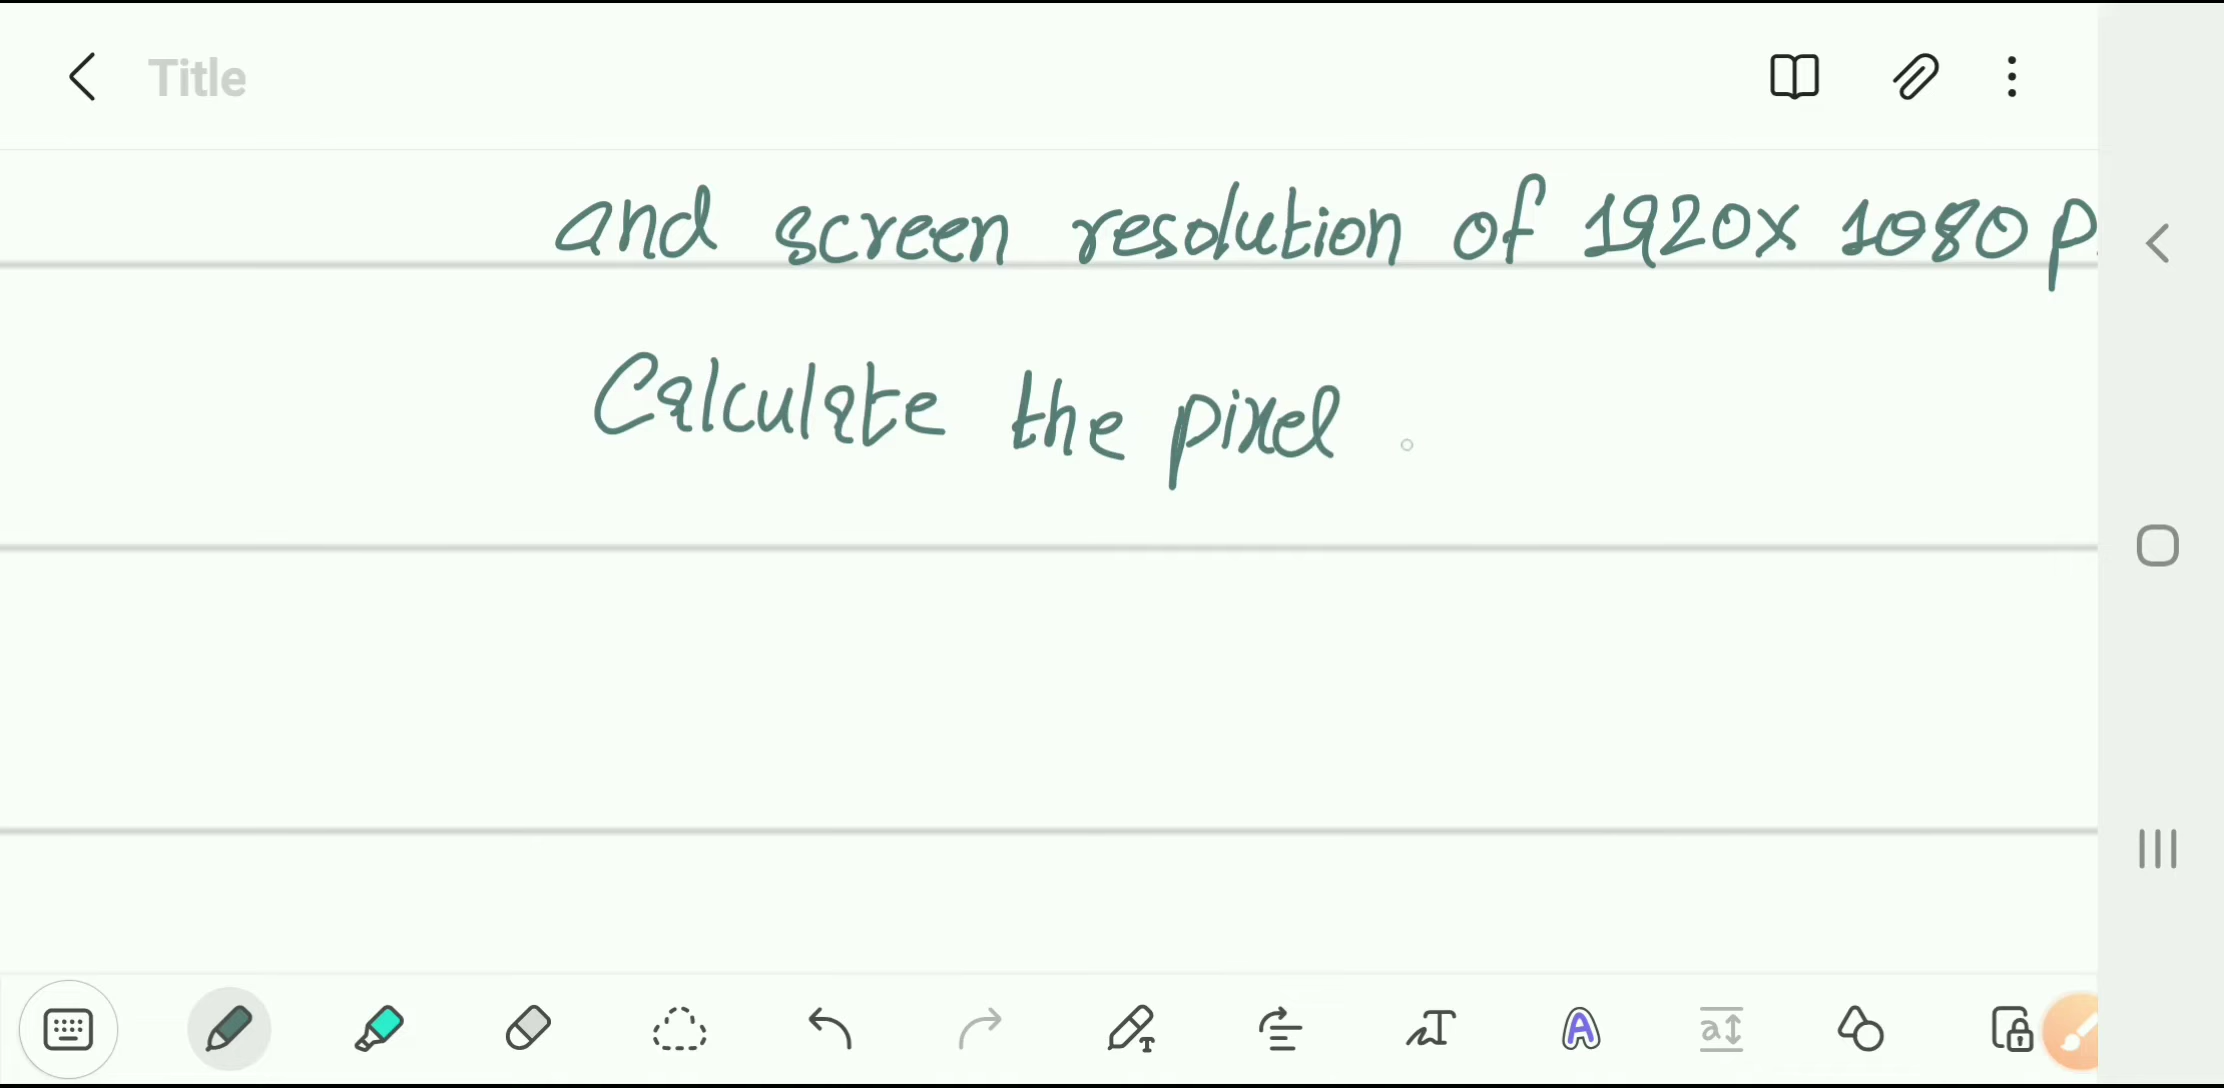 Title
and screen resolution of 1920x 1080 p
Calculate the pixel
T
T
A
a